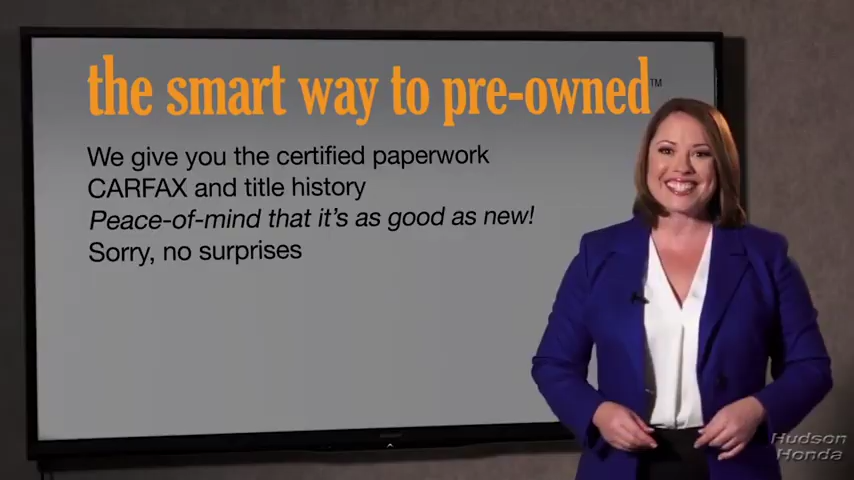 the smart way to pre-owned™
We give you the certified paperwork
CARFAX and title history
Peace-of-mind that it's as good as new!
Sorry, no surprises
Hudson
Honda